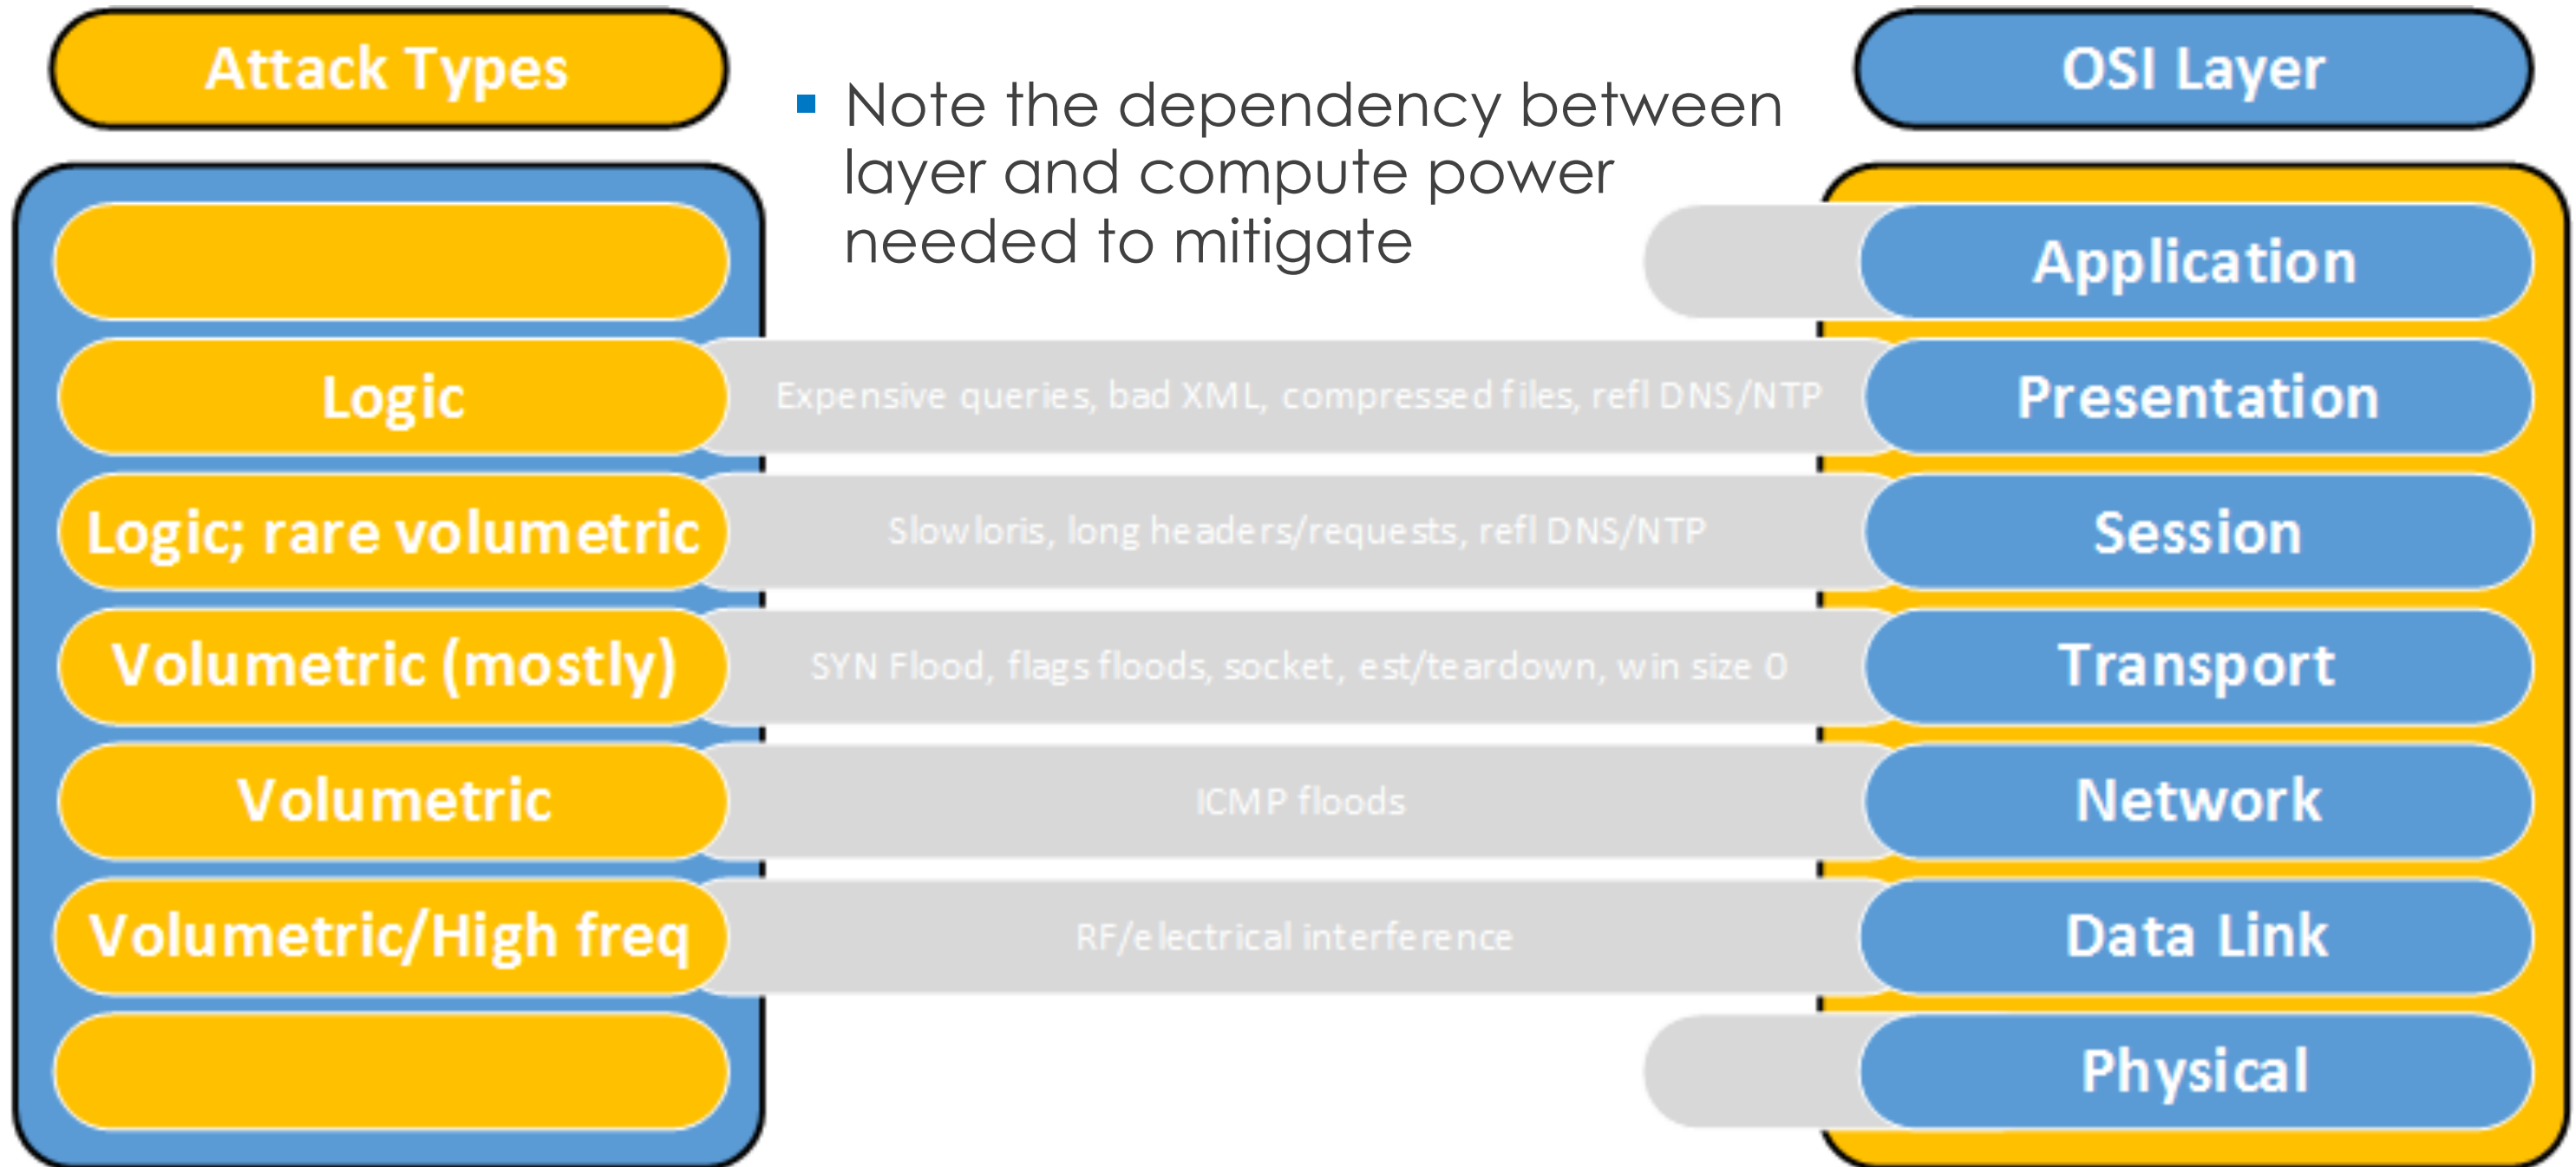 Attack Types
OSI Layer
▪ Note the dependency between
layer and compute power
needed to mitigate
Application
Logic
Expensive queries, bad XML, compressed files, refl DNS/NTP
Presentation
Logic; rare volumetric
Slowloris, long headers/requests, refl DNS/NTP
Session
Volumetric (mostly)
SYN Flood, flags floods, socket, est/teardown, win size 0
Transport
Volumetric
ICMP floods
Network
Volumetric/High freq
RF/electrical interference
Data Link
Physical